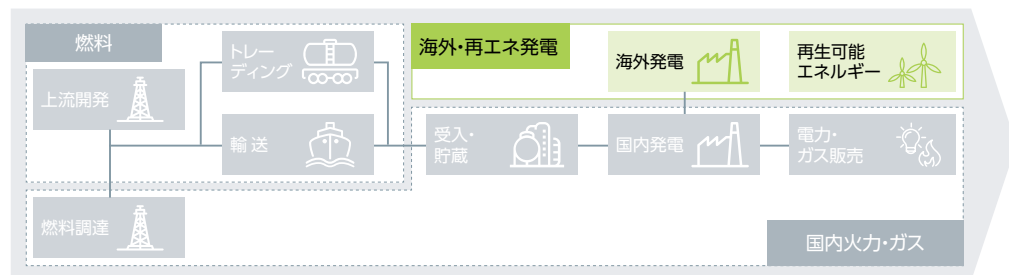 燃料
上流開発
トレー
ディング
輸送
燃料調達
海外・再エネ発電
海外発電
再生可能
エネルギー
受入・
貯蔵
国内発電
電力・
ガス販売
国内火力・ガス